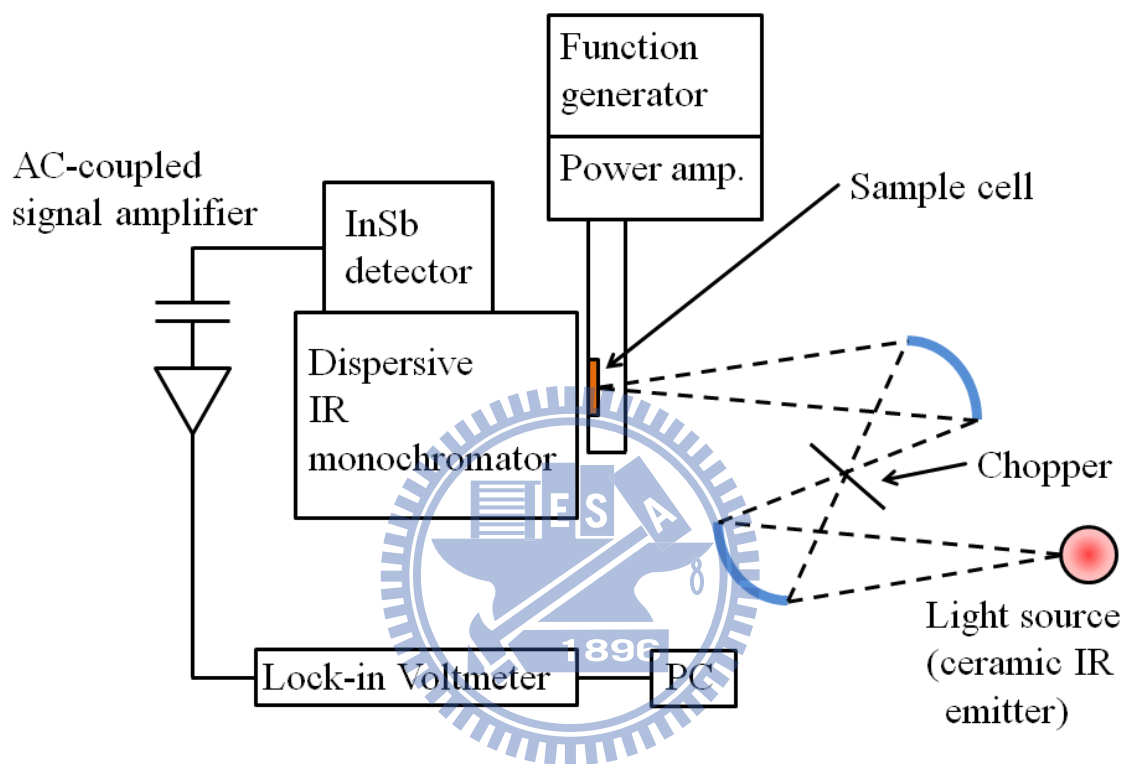 Function
generator
Power amp.
AC-coupled
signal amplifier
InSb
detector
Sample cell
Dispersive
IR
monochromator
Chopper
E S A
1896
Light source
(ceramic IR
emitter)
Lock-in Voltmeter
PC